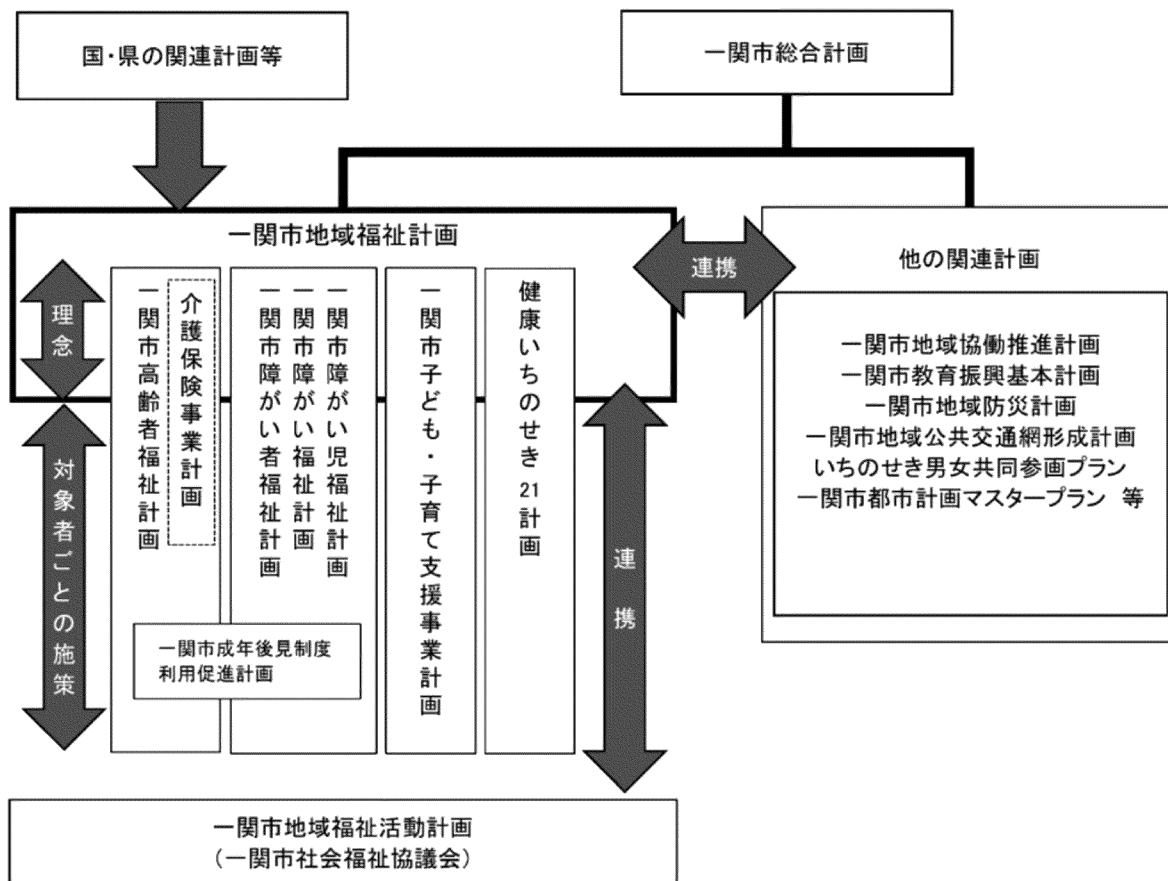 国・県の関連計画等
一関市総合計画
一関市地域福祉計画
連携
他の関連計画
理念
対象者ごとの施策
一関市高齢者福祉計画
介護保険事業計画
一関市障がい者福祉計画
一関市障がい福祉計画
一関市障がい児福祉計画
一関市成年後見制度
利用促進計画
一関市子ども・子育て支援事業計画
健康いちのせき21計画
連携
一関市地域協働推進計画
一関市教育振興基本計画
一関市地域防災計画
一関市地域公共交通網形成計画
いちのせき男女共同参画プラン
一関市都市計画マスタープラン 等
一関市地域福祉活動計画
(一関市社会福祉協議会)